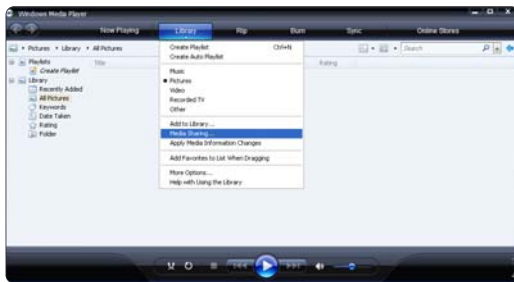 Windows Media Player
Now Playing Library Rip Burn Sync Online Stores
Pictures Library All Pictures Search
Playlists
Create Playlist
Library
Recently Added
All Pictures
Keywords
Date Taken
Rating
Folder
Title
Rating
Create Playlist Ctrl+N
Create Auto Playlist
Music
Pictures
Video
Recorded TV
Other
Add to Library...
Media Sharing...
Apply Media Information Changes
Add Favorites to List When Dragging
More Options...
Help with Using the Library